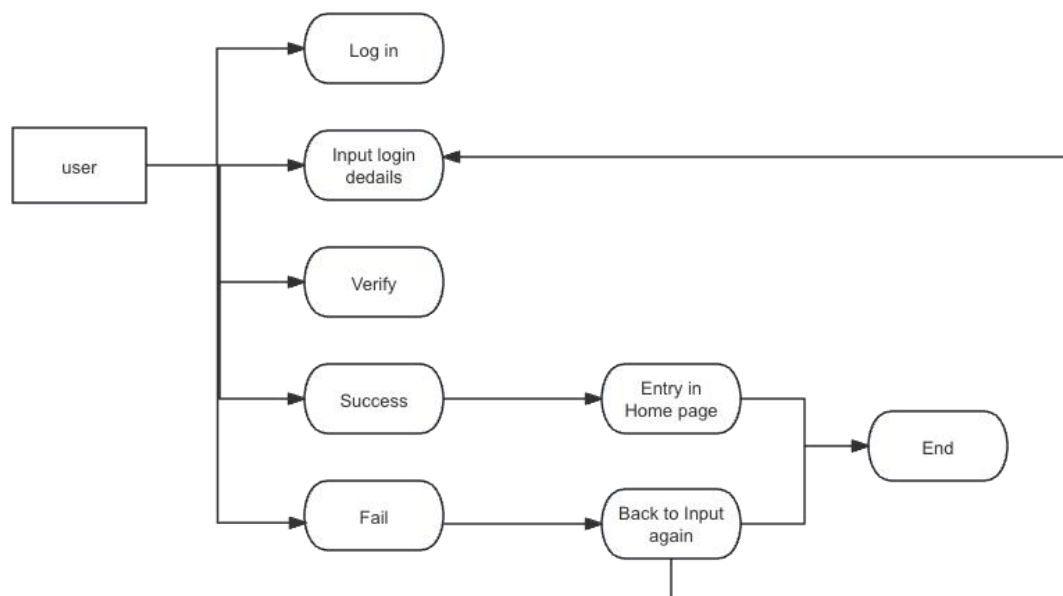 Log in
user
Input login
dedails
Verify
Success
Entry in
Home page
End
Fail
Back to Input
again